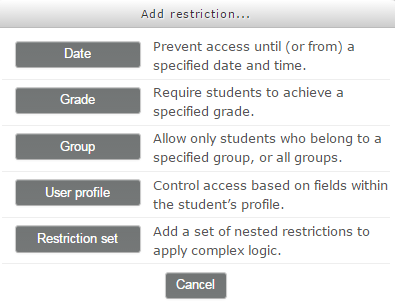 Add restriction...
Date
Prevent access until (or from) a
specified date and time.
Grade
Require students to achieve a
specified grade.
Group
Allow only students who belong to a
specified group, or all groups.
User profile
Control access based on fields within
the student's profile.
Restriction set
Add a set of nested restrictions to
apply complex logic.
Cancel